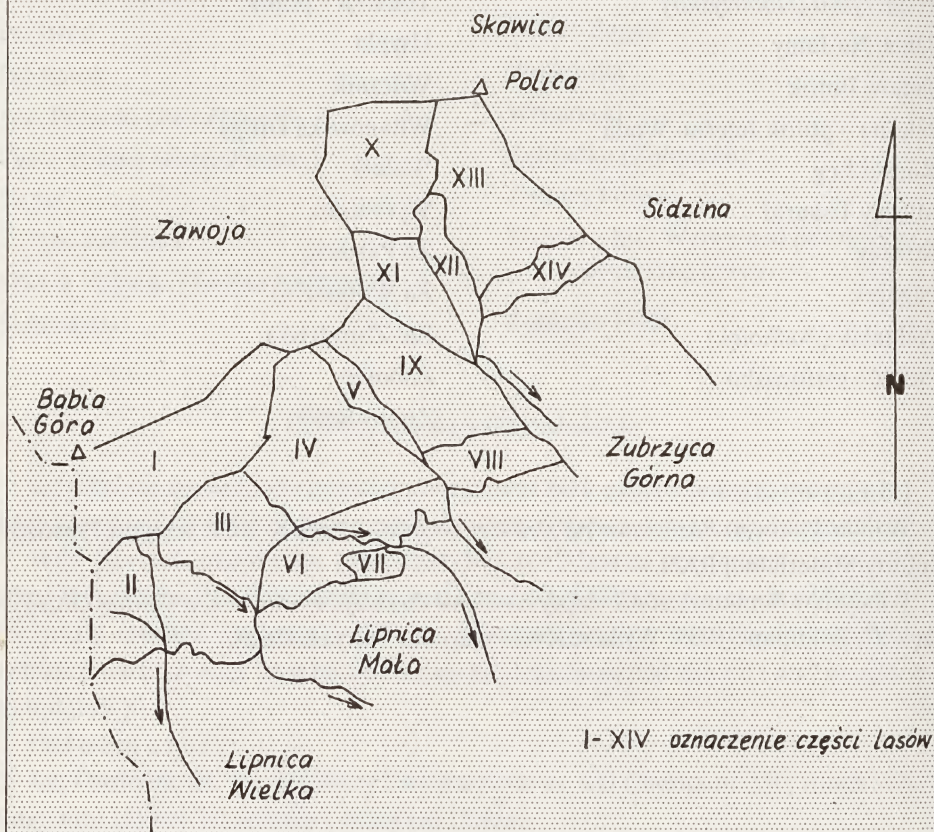 Skawica
Polica
X
XIII
Sidzina
Zawoja
XI
XII
XIV
IX
N
Babia
Góra
V
I
IV
VIII
Zubrzyca
Górna
III
II
VI
VII
Lipnica
Mała
I-XIV oznaczenie części lasów
Lipnica
Wielka